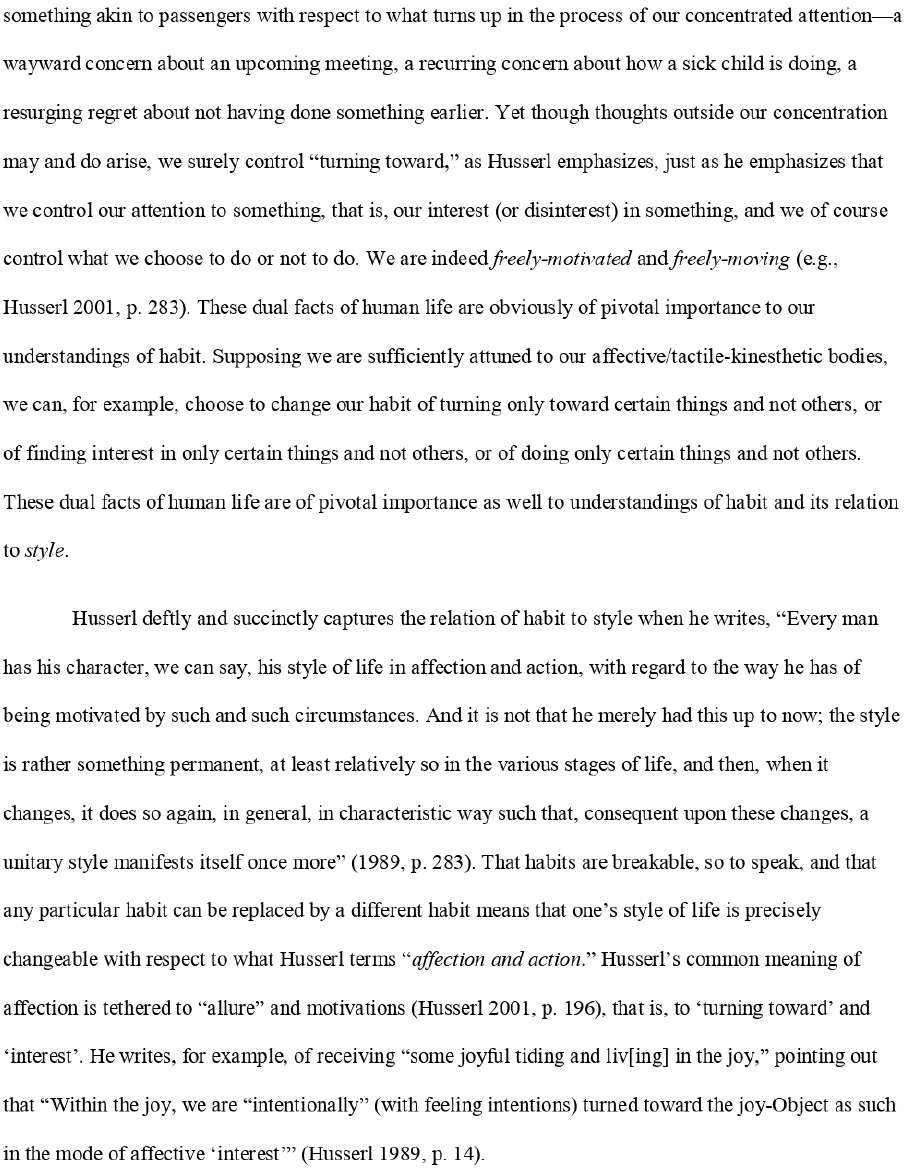 something akin to passengers with respect to what turns up in the process of our concentrated attention—a
wayward concern about an upcoming meeting, a recurring concern about how a sick child is doing, a
resurging regret about not having done something earlier. Yet though thoughts outside our concentration
may and do arise, we surely control “turning toward,” as Husserl emphasizes, just as he emphasizes that
we control our attention to something, that is, our interest (or disinterest) in something, and we of course
control what we choose to do or not to do. We are indeed freely-motivated and freely-moving (e.g.,
Husserl 2001, p. 283). These dual facts of human life are obviously of pivotal importance to our
understandings of habit. Supposing we are sufficiently attuned to our affective/tactile-kinesthetic bodies,
we can, for example, choose to change our habit of turning only toward certain things and not others, or
of finding interest in only certain things and not others, or of doing only certain things and not others.
These dual facts of human life are of pivotal importance as well to understandings of habit and its relation
to style.
Husserl deftly and succinctly captures the relation of habit to style when he writes, “Every man
has his character, we can say, his style of life in affection and action, with regard to the way he has of
being motivated by such and such circumstances. And it is not that he merely had this up to now; the style
is rather something permanent, at least relatively so in the various stages of life, and then, when it
changes, it does so again, in general, in characteristic way such that, consequent upon these changes, a
unitary style manifests itself once more” (1989, p. 283). That habits are breakable, so to speak, and that
any particular habit can be replaced by a different habit means that one’s style of life is precisely
changeable with respect to what Husserl terms “affection and action.” Husserl’s common meaning of
affection is tethered to “allure” and motivations (Husserl 2001, p. 196), that is, to ‘turning toward’ and
‘interest’. He writes, for example, of receiving “some joyful tiding and liv[ing] in the joy,” pointing out
that “Within the joy, we are “intentionally” (with feeling intentions) turned toward the joy-Object as such
in the mode of affective ‘interest’” (Husserl 1989, p. 14).